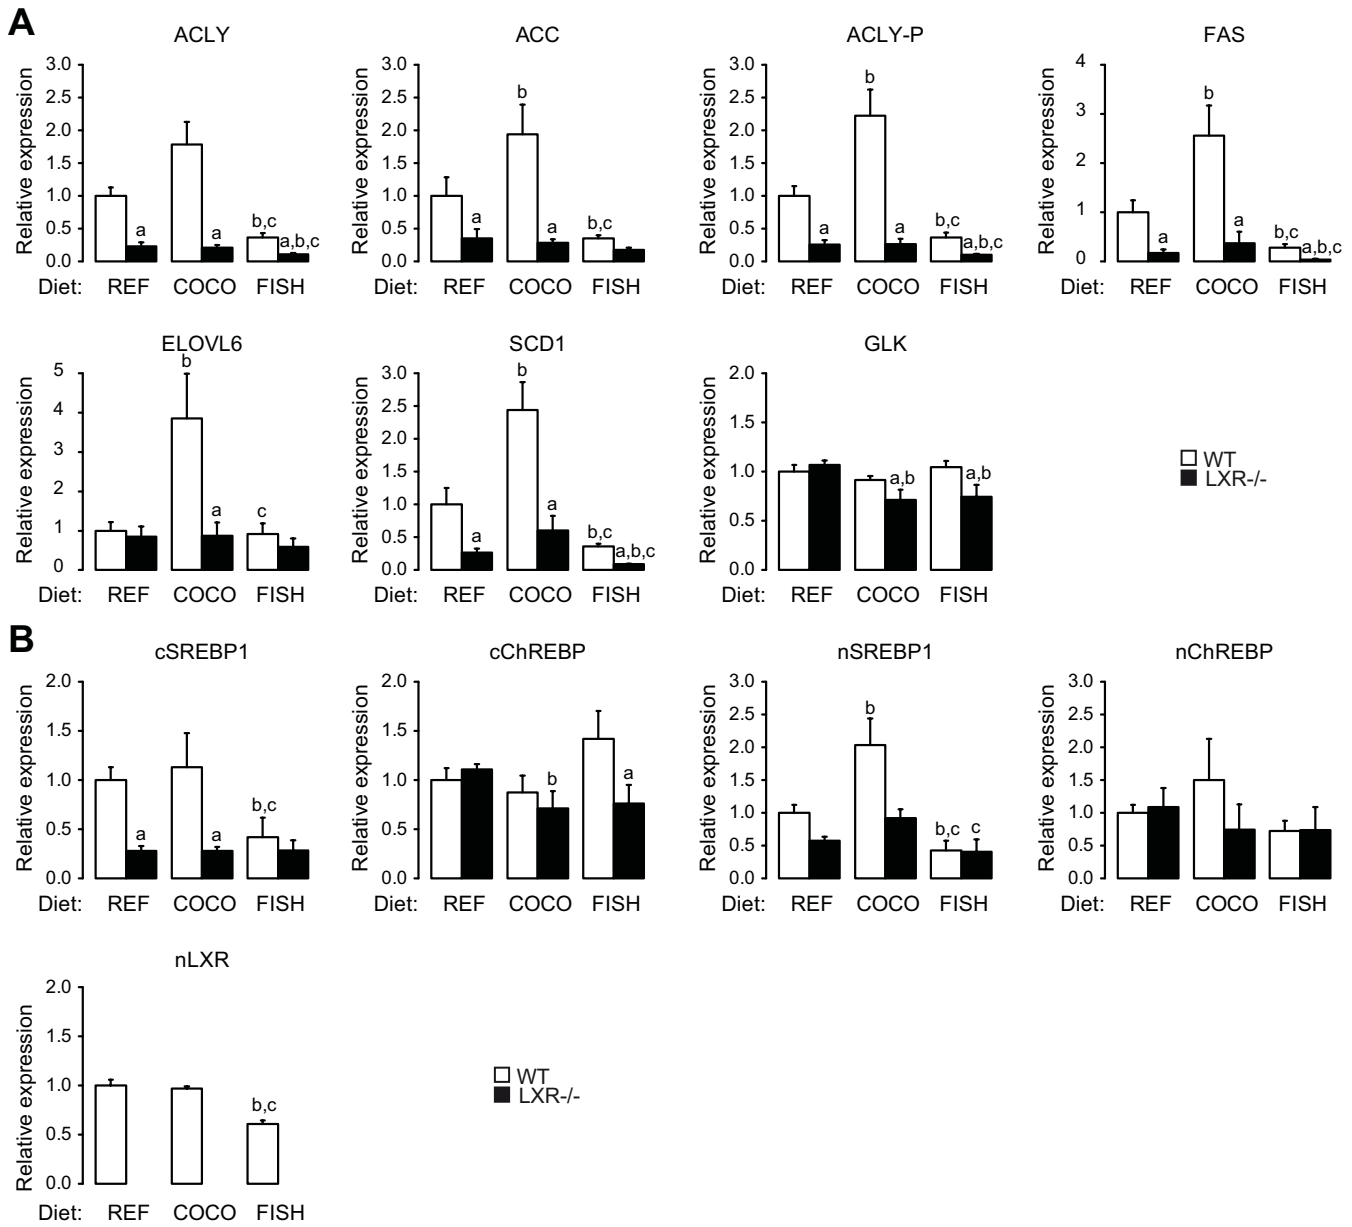 A
ACLY
ACC
ACLY-P
FAS
Relative expression
3.0
2.5
2.0
1.5
1.0
0.5
0.0
a
a
b,c
a,b,c
Diet: REF COCO FISH
Relative expression
3.0
2.5
2.0
1.5
1.0
0.5
0.0
a
b
a
b,c
Diet: REF COCO FISH
Relative expression
3.0
2.5
2.0
1.5
1.0
0.5
0.0
a
b
a
b,c
a,b,c
Diet: REF COCO FISH
Relative expression
4
3
2
1
0
a
b
a
b,c
a,b,c
Diet: REF COCO FISH
ELOVL6
SCD1
GLK
Relative expression
5
4
3
2
1
0
b
a
c
Diet: REF COCO FISH
Relative expression
3.0
2.5
2.0
1.5
1.0
0.5
0.0
a
b
a
b,c
a,b,c
Diet: REF COCO FISH
Relative expression
2.0
1.5
1.0
0.5
0.0
a,b
a,b
Diet: REF COCO FISH
WT
LXR-/-
B
cSREBP1
cChREBP
nSREBP1
nChREBP
Relative expression
2.0
1.5
1.0
0.5
0.0
a
a
b,c
Diet: REF COCO FISH
Relative expression
2.0
1.5
1.0
0.5
0.0
b
a
Diet: REF COCO FISH
Relative expression
3.0
2.5
2.0
1.5
1.0
0.5
0.0
b
b,c
c
Diet: REF COCO FISH
Relative expression
3.0
2.5
2.0
1.5
1.0
0.5
0.0
Diet: REF COCO FISH
nLXR
Relative expression
2.0
1.5
1.0
0.5
0.0
b,c
Diet: REF COCO FISH
WT
LXR-/-